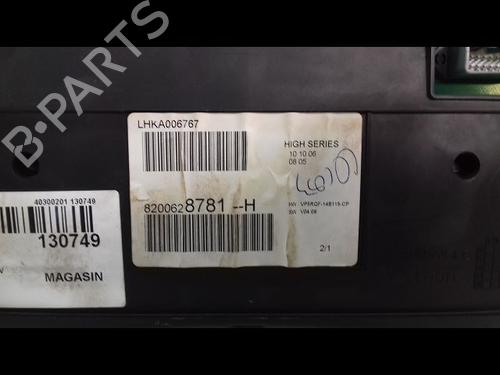 B-PARTS
LHKA006767
HIGH SERIES
10 10 06
08 05
8200628781 --H
HW VP5RQF-14B115-CP
SW V04.09
2/1
40300201 130749
130749
MAGASIN